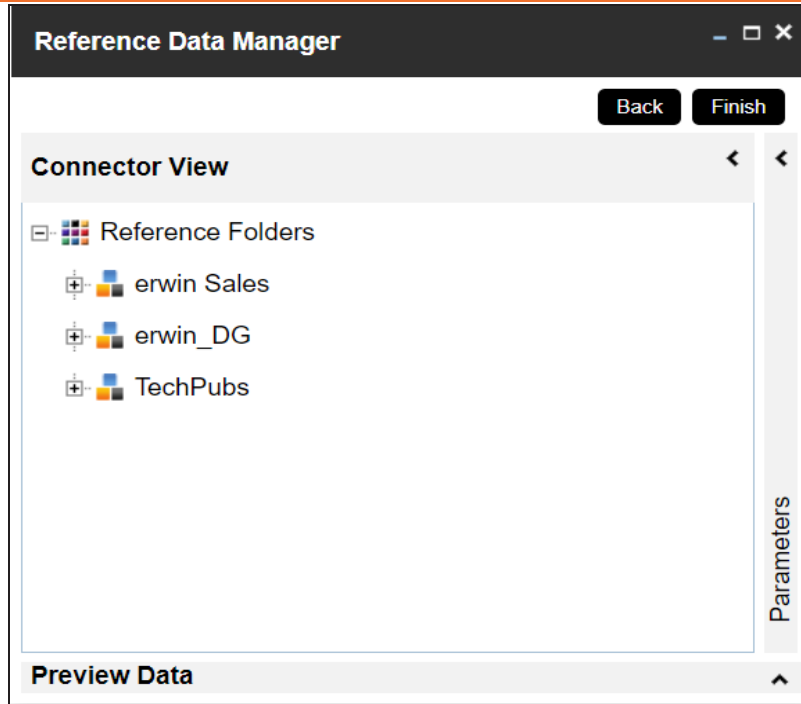 Reference Data Manager
Back Finish
Connector View
Reference Folders
erwin Sales
erwin_DG
TechPubs
Parameters
Preview Data